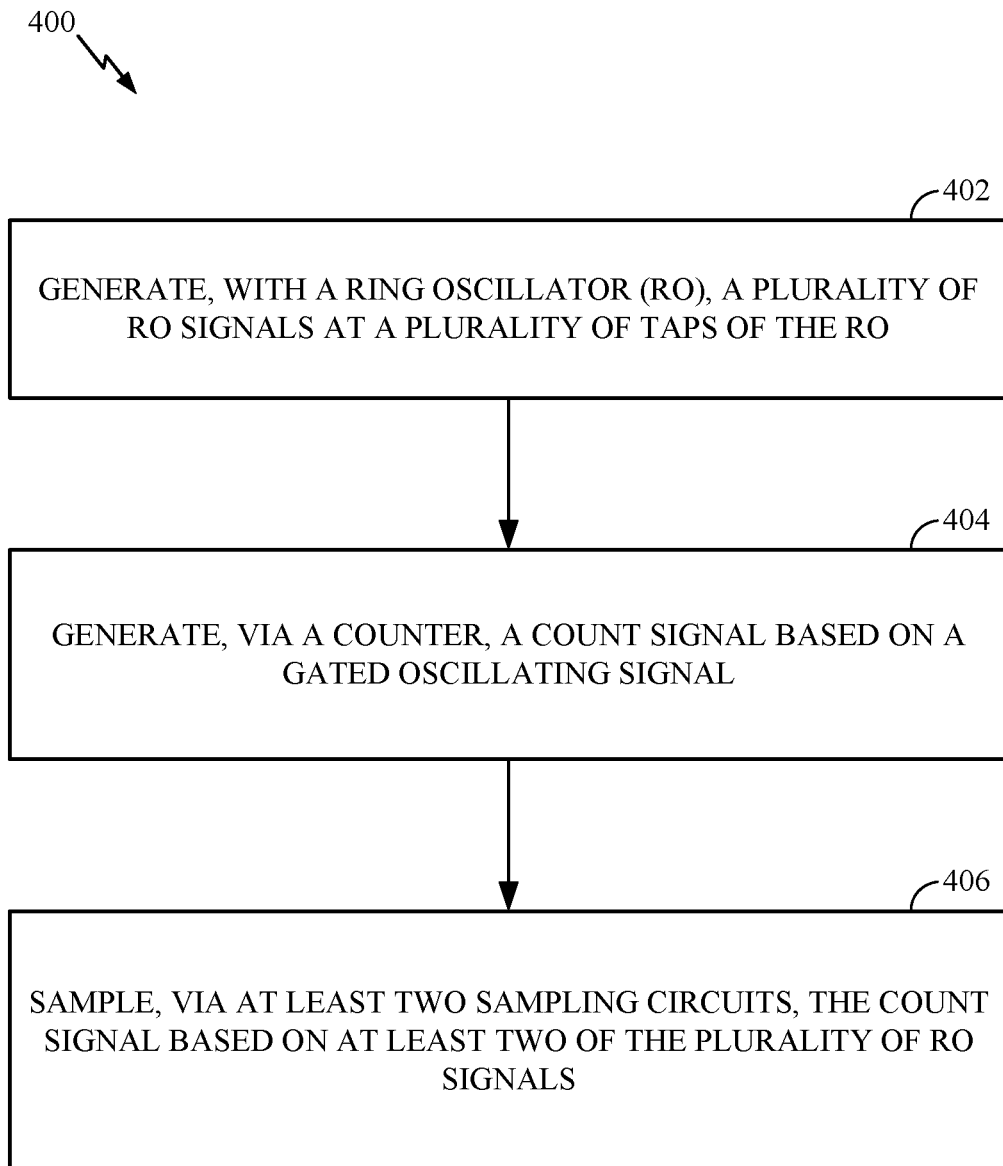 400
402
GENERATE, WITH A RING OSCILLATOR (RO), A PLURALITY OF
RO SIGNALS AT A PLURALITY OF TAPS OF THE RO
404
GENERATE, VIA A COUNTER, A COUNT SIGNAL BASED ON A
GATED OSCILLATING SIGNAL
406
SAMPLE, VIA AT LEAST TWO SAMPLING CIRCUITS, THE COUNT
SIGNAL BASED ON AT LEAST TWO OF THE PLURALITY OF RO
SIGNALS